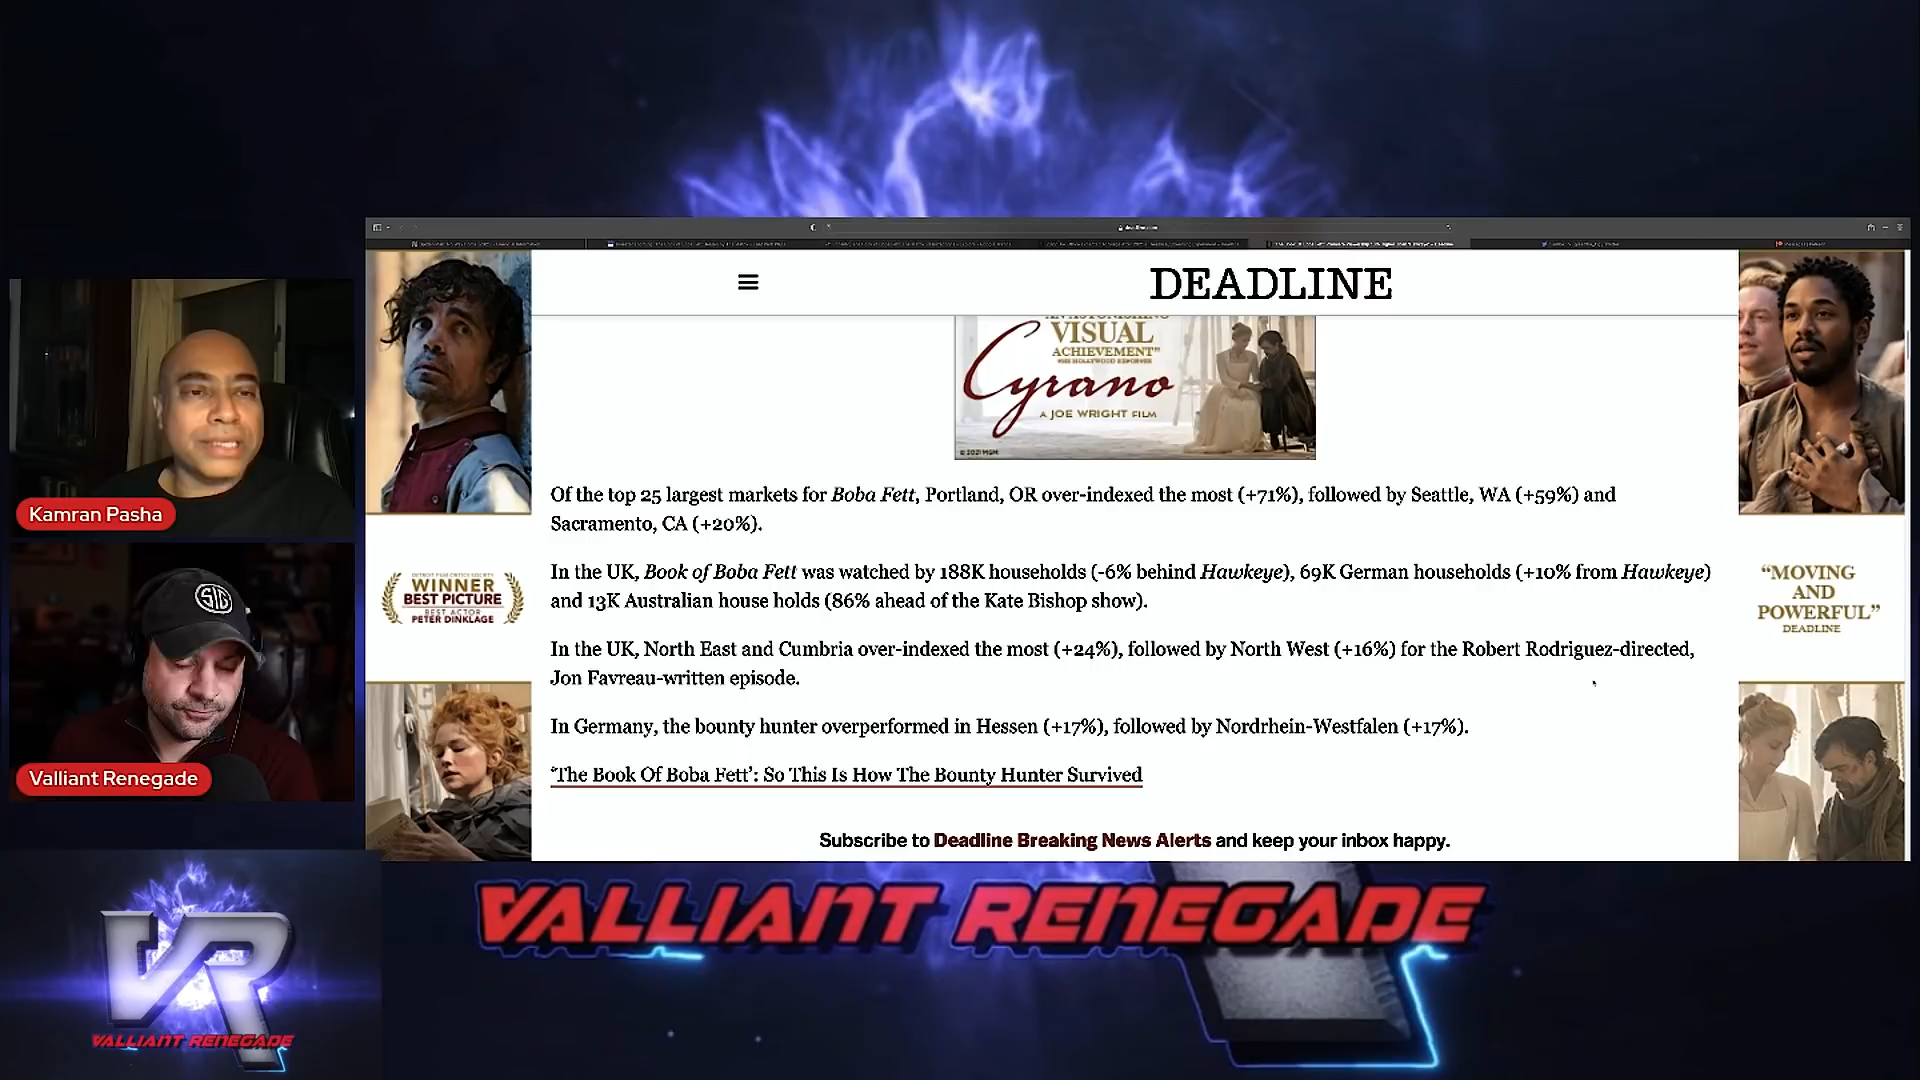 DEADLINE
VISUAL
ACHIEVEMENT"
Cyrano
A JOE WRIGHT FILM
© 2021 MGM
Of the top 25 largest markets for Boba Fett, Portland, OR over-indexed the most (+71%), followed by Seattle, WA (+59%) and
Sacramento, CA (+20%).
In the UK, Book of Boba Fett was watched by 188K households (-6% behind Hawkeye), 69K German households (+10% from Hawkeye)
and 13K Australian house holds (86% ahead of the Kate Bishop show).
In the UK, North East and Cumbria over-indexed the most (+24%), followed by North West (+16%) for the Robert Rodriguez-directed,
Jon Favreau-written episode.
In Germany, the bounty hunter overperformed in Hessen (+17%), followed by Nordrhein-Westfalen (+17%).
'The Book Of Boba Fett': So This Is How The Bounty Hunter Survived
Subscribe to Deadline Breaking News Alerts and keep your inbox happy.
WINNER
BEST PICTURE
BEST ACTOR
PETER DINKLAGE
"MOVING
AND
POWERFUL"
DEADLINE
Kamran Pasha
SIG
Valliant Renegade
VR
VALLIANT RENEGADE
VALLIANT RENEGADE